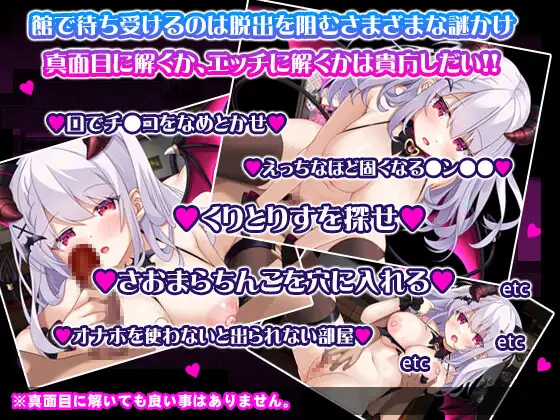 館で待ち受けるのは脱出を阻むさまざまな謎かけ
真面目に解くか、エッチに解くかは貴方しだい!!
♥口でチ●コをなめとかせ♥
♥えっちなほど固くなる●ン●●♥
♥くりとりすを探せ♥
♥さおまらちんこを穴に入れる♥
etc
♥オナホを使わないと出られない部屋♥
etc
etc
※真面目に解いても良い事はありません。